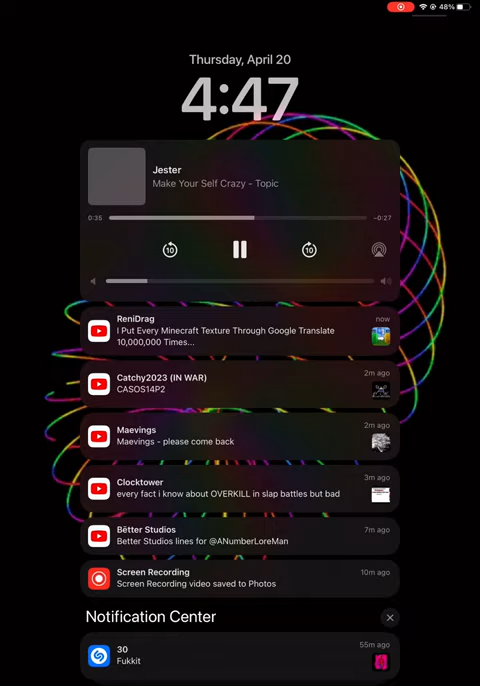 48%
Thursday, April 20
4:47
Jester
Make Your Self Crazy - Topic
0:35
-0:27
10
10
ReniDrag
now
I Put Every Minecraft Texture Through Google Translate
10,000,000 Times...
Catchy2023 (IN WAR)
2m ago
CASOS14P2
Maevings
2m ago
Maevings - please come back
Clocktower
3m ago
every fact i know about OVERKILL in slap battles but bad
Bētter Studios
7m ago
Better Studios lines for @ANumberLoreMan
Screen Recording
10m ago
Screen Recording video saved to Photos
Notification Center
30
55m ago
Fukkit